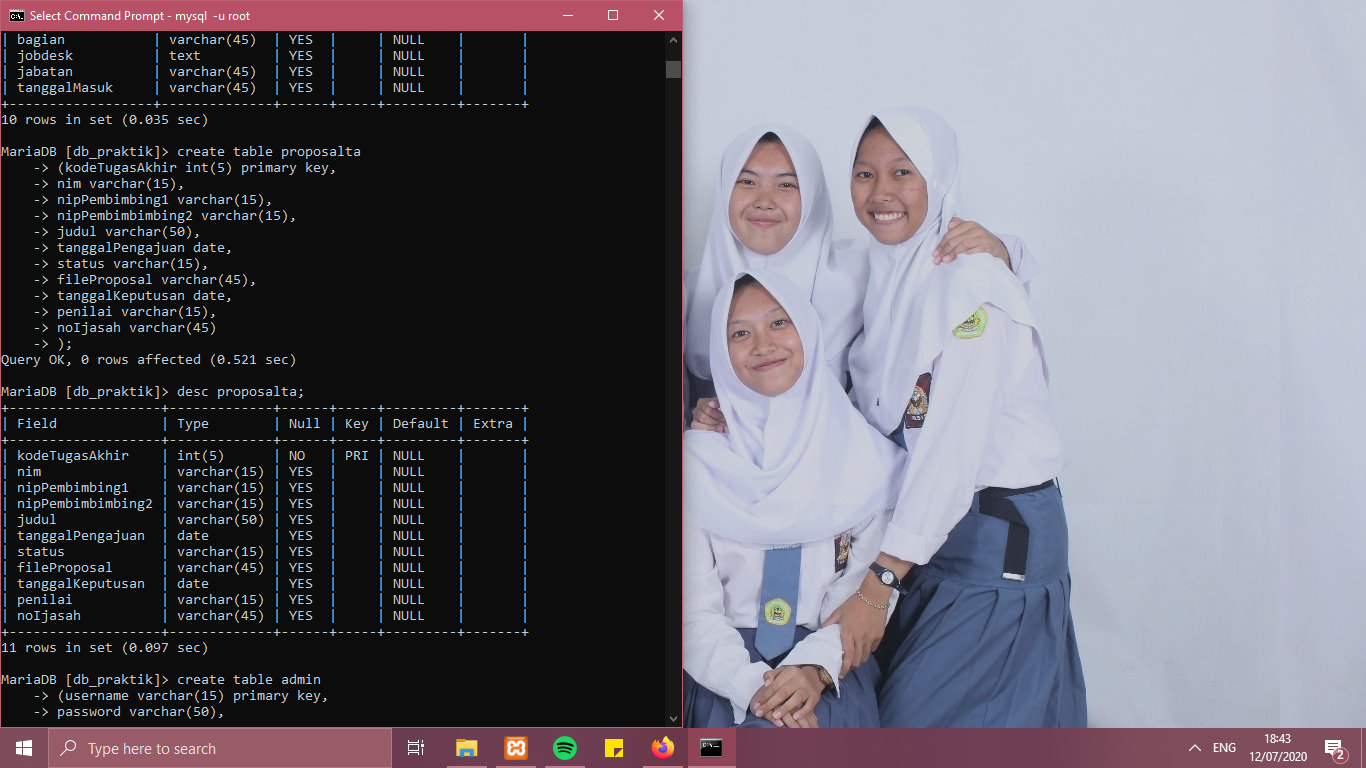 Select Command Prompt - mysql  -u root
| bagian           | varchar(45)  | YES  |     | NULL    |       |
| jobdesk          | text         | YES  |     | NULL    |       |
| jabatan          | varchar(45)  | YES  |     | NULL    |       |
| tanggalMasuk     | varchar(45)  | YES  |     | NULL    |       |
+------------------+--------------+------+-----+---------+-------+
10 rows in set (0.035 sec)
MariaDB [db_praktik]> create table proposalta
    -> (kodeTugasAkhir int(5) primary key,
    -> nim varchar(15),
    -> nipPembimbing1 varchar(15),
    -> nipPembimbimbing2 varchar(15),
    -> judul varchar(50),
    -> tanggalPengajuan date,
    -> status varchar(15),
    -> fileProposal varchar(45),
    -> tanggalKeputusan date,
    -> penilai varchar(15),
    -> noIjasah varchar(45)
    -> );
Query OK, 0 rows affected (0.521 sec)
MariaDB [db_praktik]> desc proposalta;
+-------------------+-------------+------+-----+---------+-------+
| Field             | Type        | Null | Key | Default | Extra |
+-------------------+-------------+------+-----+---------+-------+
| kodeTugasAkhir    | int(5)      | NO   | PRI | NULL    |       |
| nim               | varchar(15) | YES  |     | NULL    |       |
| nipPembimbing1    | varchar(15) | YES  |     | NULL    |       |
| nipPembimbimbing2 | varchar(15) | YES  |     | NULL    |       |
| judul             | varchar(50) | YES  |     | NULL    |       |
| tanggalPengajuan  | date        | YES  |     | NULL    |       |
| status            | varchar(15) | YES  |     | NULL    |       |
| fileProposal      | varchar(45) | YES  |     | NULL    |       |
| tanggalKeputusan  | date        | YES  |     | NULL    |       |
| penilai           | varchar(15) | YES  |     | NULL    |       |
| noIjasah          | varchar(45) | YES  |     | NULL    |       |
+-------------------+-------------+------+-----+---------+-------+
11 rows in set (0.097 sec)
MariaDB [db_praktik]> create table admin
    -> (username varchar(15) primary key,
    -> password varchar(50),
Type here to search
ENG
18:43
12/07/2020
2